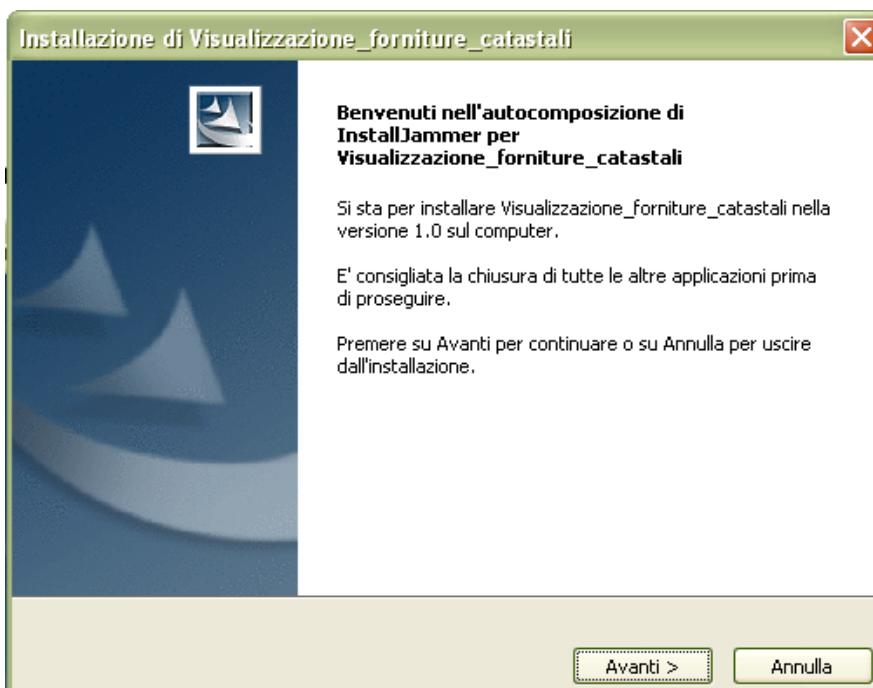 Installazione di Visualizzazione_forniture_catastali
Benvenuti nell'autocomposizione di
InstallJammer per
Visualizzazione_forniture_catastali
Si sta per installare Visualizzazione_forniture_catastali nella
versione 1.0 sul computer.
E' consigliata la chiusura di tutte le altre applicazioni prima
di proseguire.
Premere su Avanti per continuare o su Annulla per uscire
dall'installazione.
Avanti > Annulla